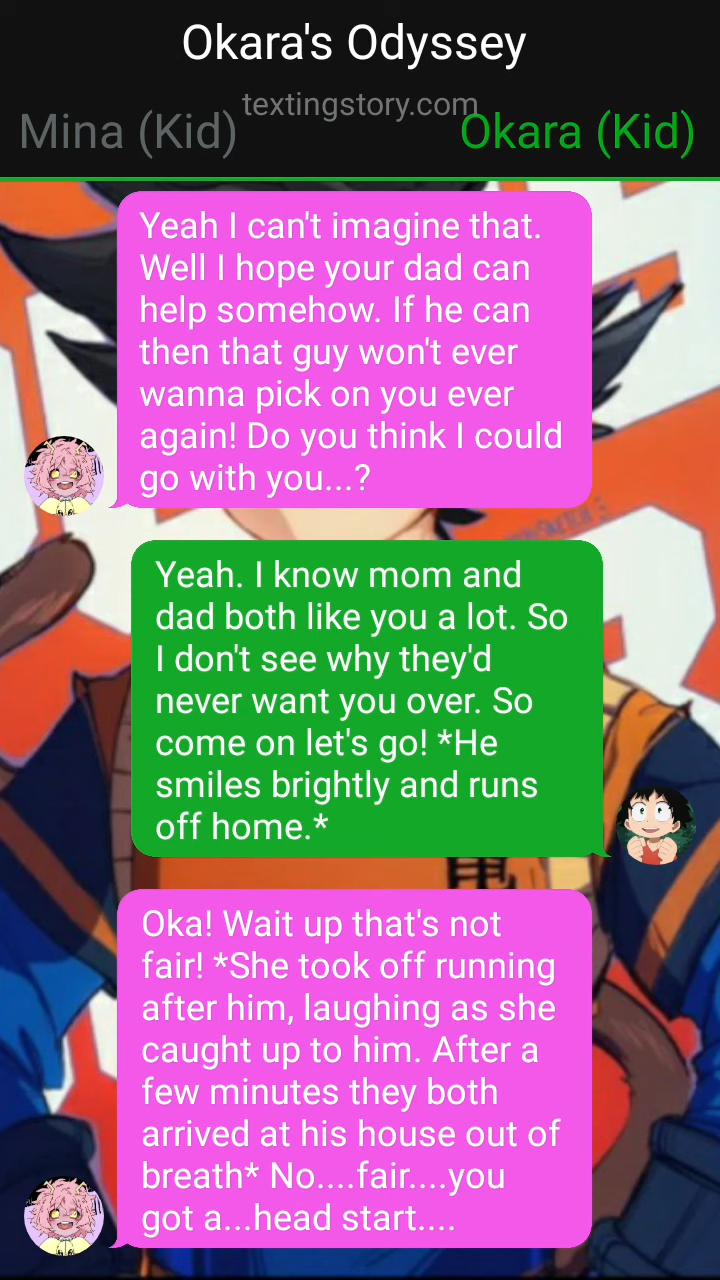 Okara's Odyssey
textingstory.com
Mina (Kid)
Okara (Kid)
Yeah I can't imagine that.
Well I hope your dad can
help somehow. If he can
then that guy won't ever
wanna pick on you ever
again! Do you think I could
go with you...?
Yeah. I know mom and
dad both like you a lot. So
I don't see why they'd
never want you over. So
come on let's go! *He
smiles brightly and runs
off home.*
Oka! Wait up that's not
fair! *She took off running
after him, laughing as she
caught up to him. After a
few minutes they both
arrived at his house out of
breath* No....fair....you
got a...head start....